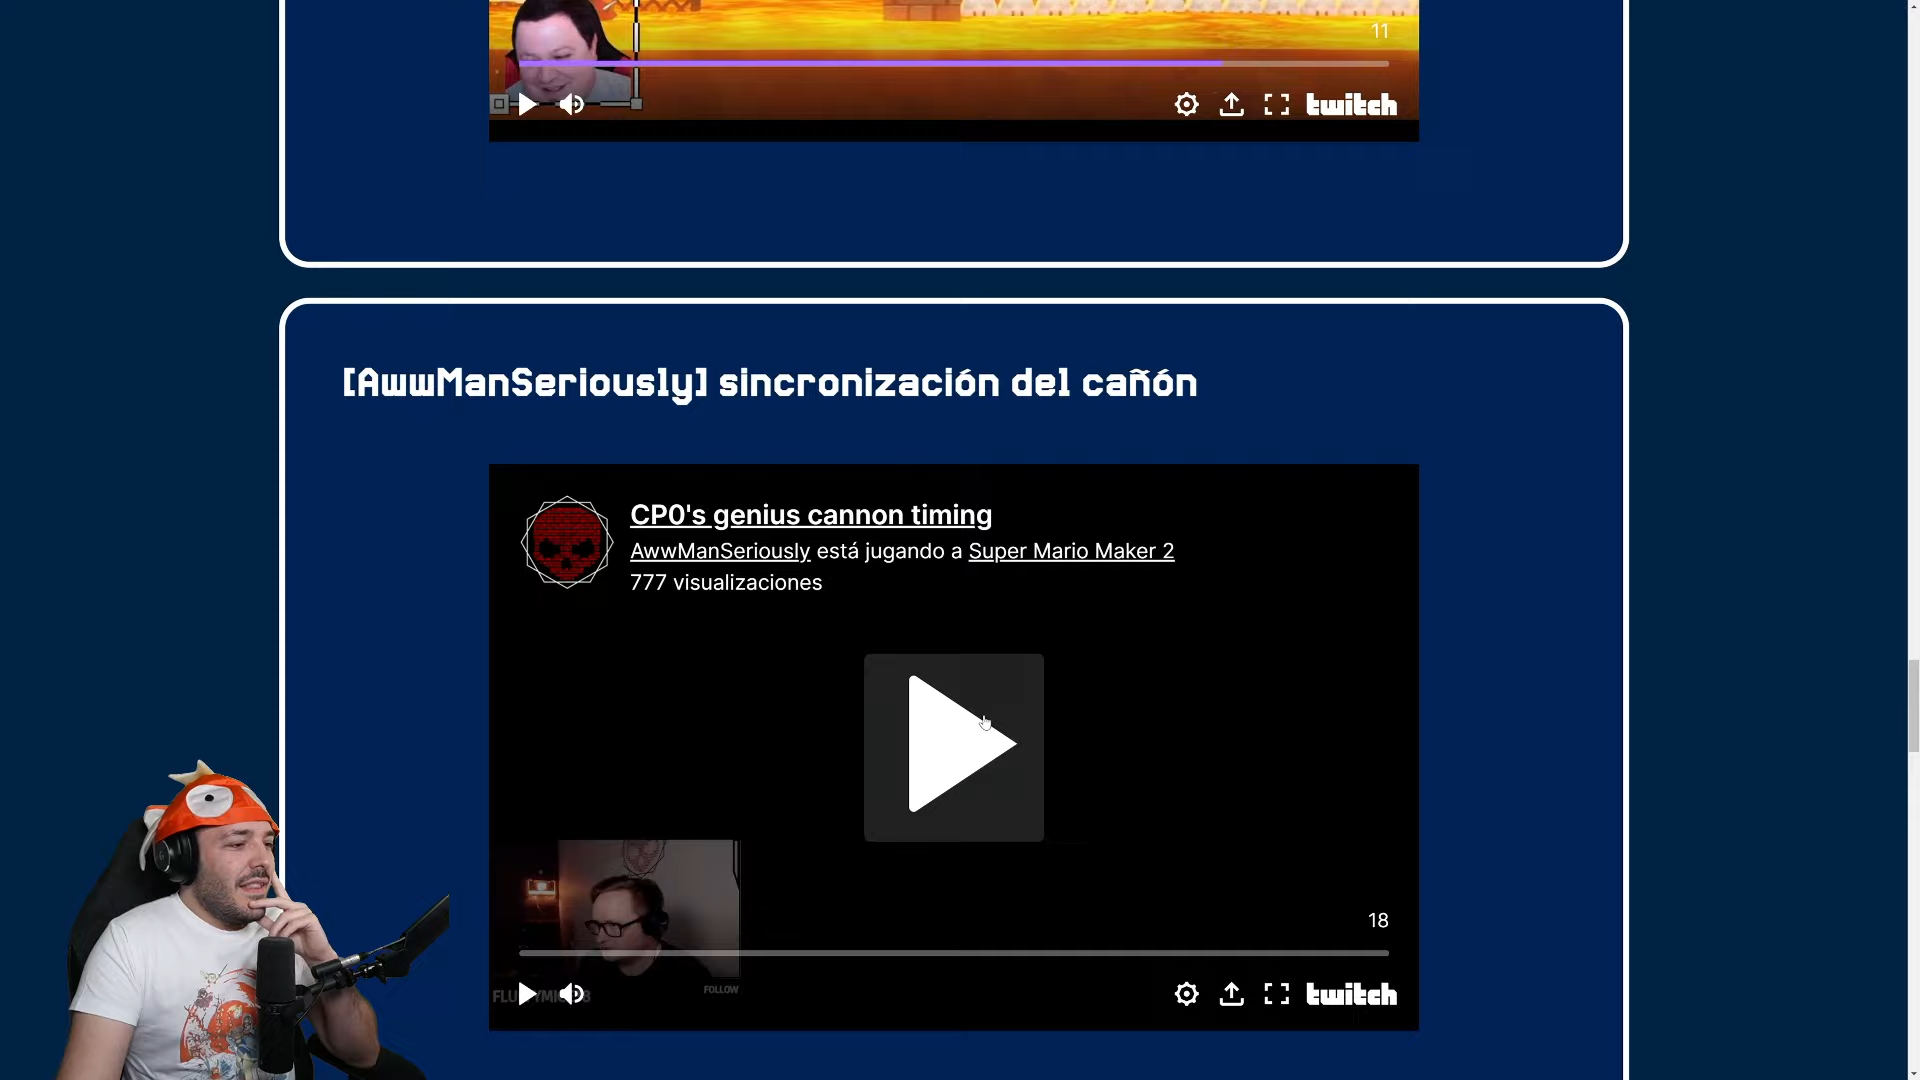 11
twitch
[AwwManSeriously] sincronización del cañón
CP0's genius cannon timing
AwwManSeriously está jugando a Super Mario Maker 2
777 visualizaciones
18
FOLLOW
twitch